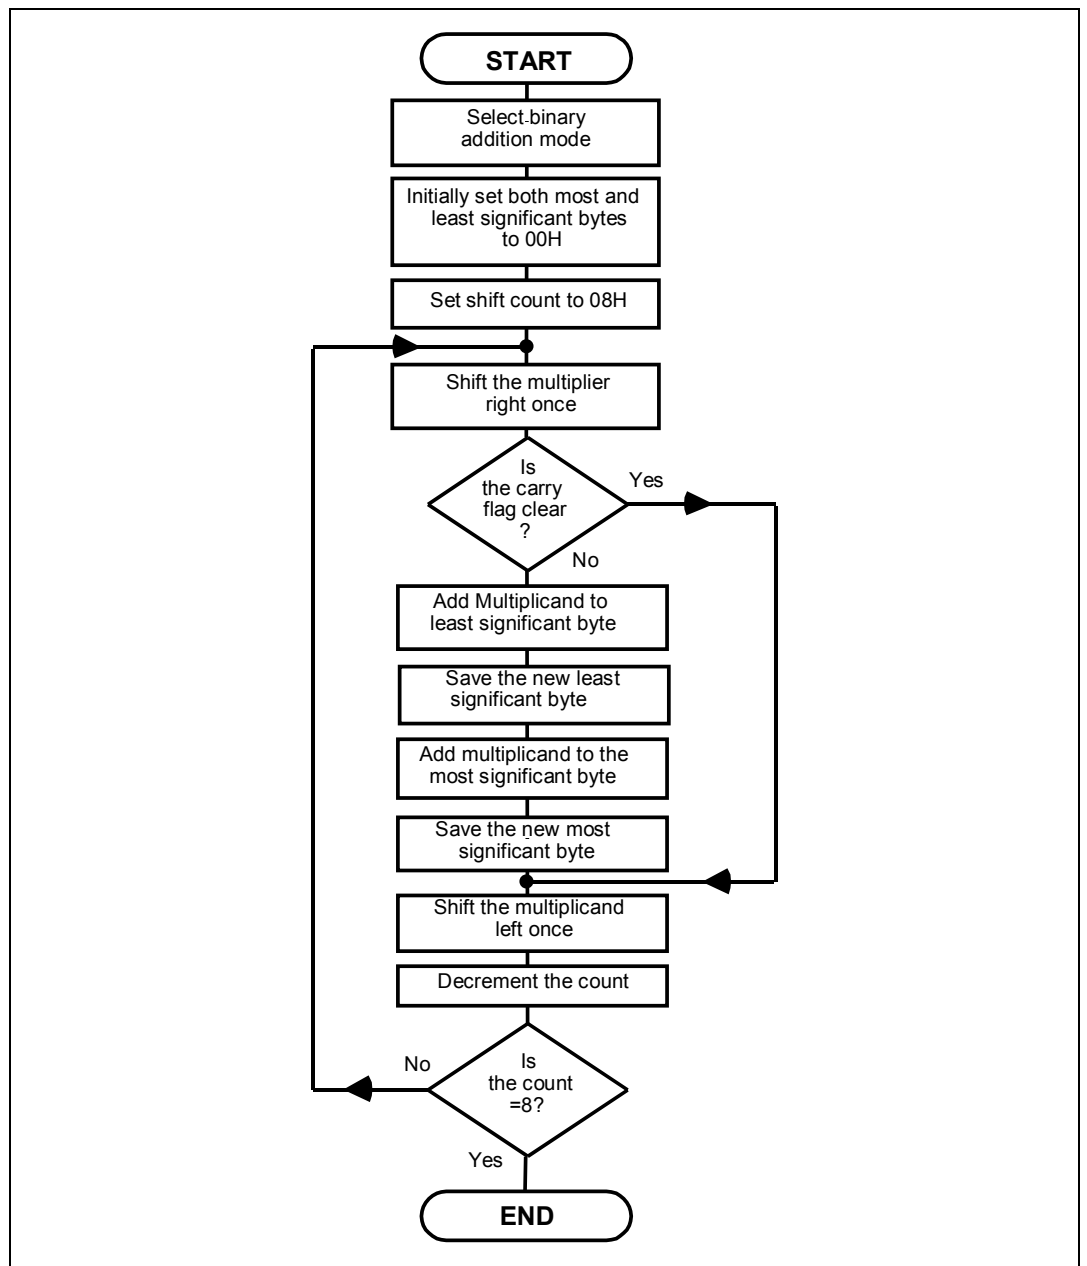 START
Select binary
addition mode
Initially set both most and
least significant bytes
to 00H
Set shift count to 08H
Shift the multiplier
right once
Is
the carry
flag clear
?
Yes
No
Add Multiplicand to
least significant byte
Save the new least
significant byte
Add multiplicand to the
most significant byte
Save the new most
significant byte
Shift the multiplicand
left once
Decrement the count
Is
the count
=8?
No
Yes
END